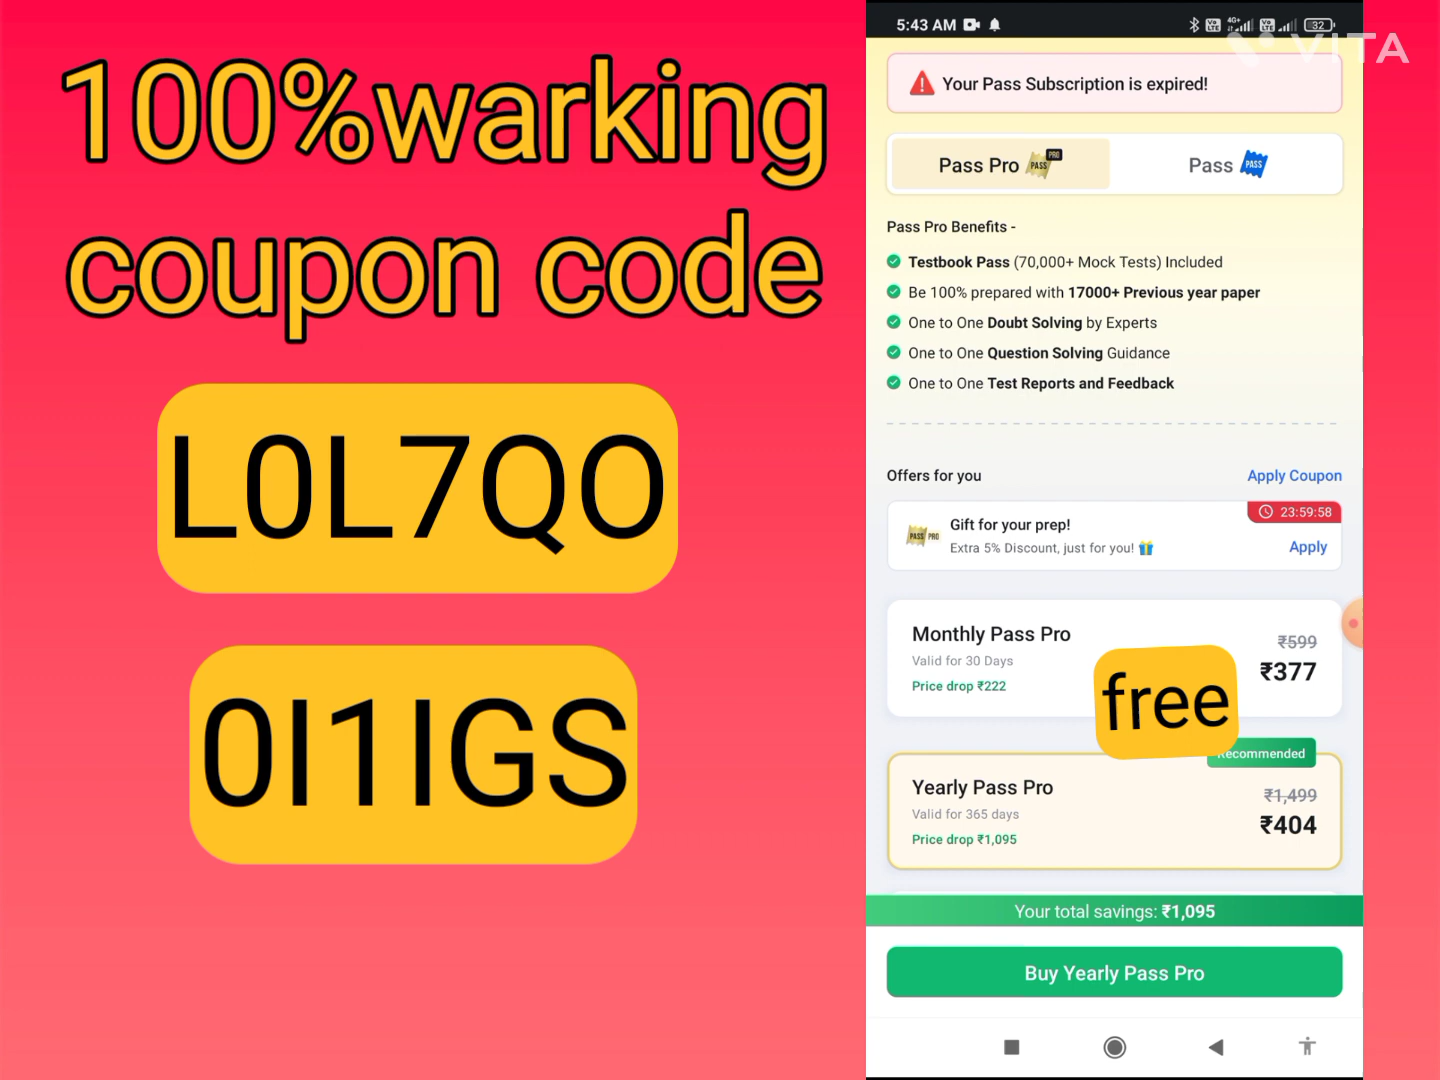 100%warking
coupon code
L0L7QO
0I1IGS
5:43 AM
4G+
32
VITA
Your Pass Subscription is expired!
Pass Pro PASS PRO
Pass PASS
Pass Pro Benefits -
Testbook Pass (70,000+ Mock Tests) Included
Be 100% prepared with 17000+ Previous year paper
One to One Doubt Solving by Experts
One to One Question Solving Guidance
One to One Test Reports and Feedback
Offers for you
Apply Coupon
23:59:58
PASS PRO
Gift for your prep!
Extra 5% Discount, just for you!
Apply
Monthly Pass Pro
₹599
Valid for 30 Days
₹377
Price drop ₹222
free
Recommended
Yearly Pass Pro
₹1,499
Valid for 365 days
₹404
Price drop ₹1,095
Your total savings: ₹1,095
Buy Yearly Pass Pro